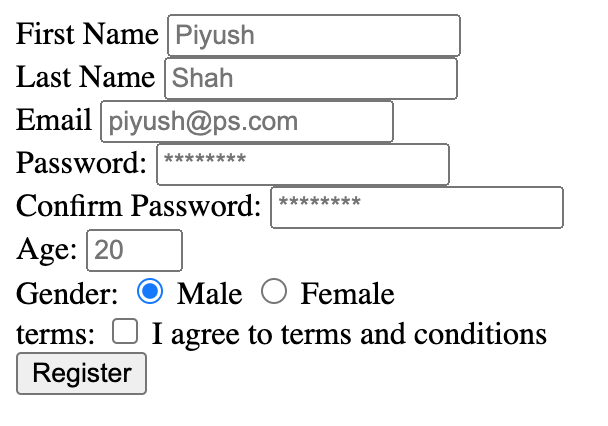 First Name Piyush
Last Name Shah
Email piyush@ps.com
Password: ********
Confirm Password: ********
Age: 20
Gender: Male Female
terms: I agree to terms and conditions
Register